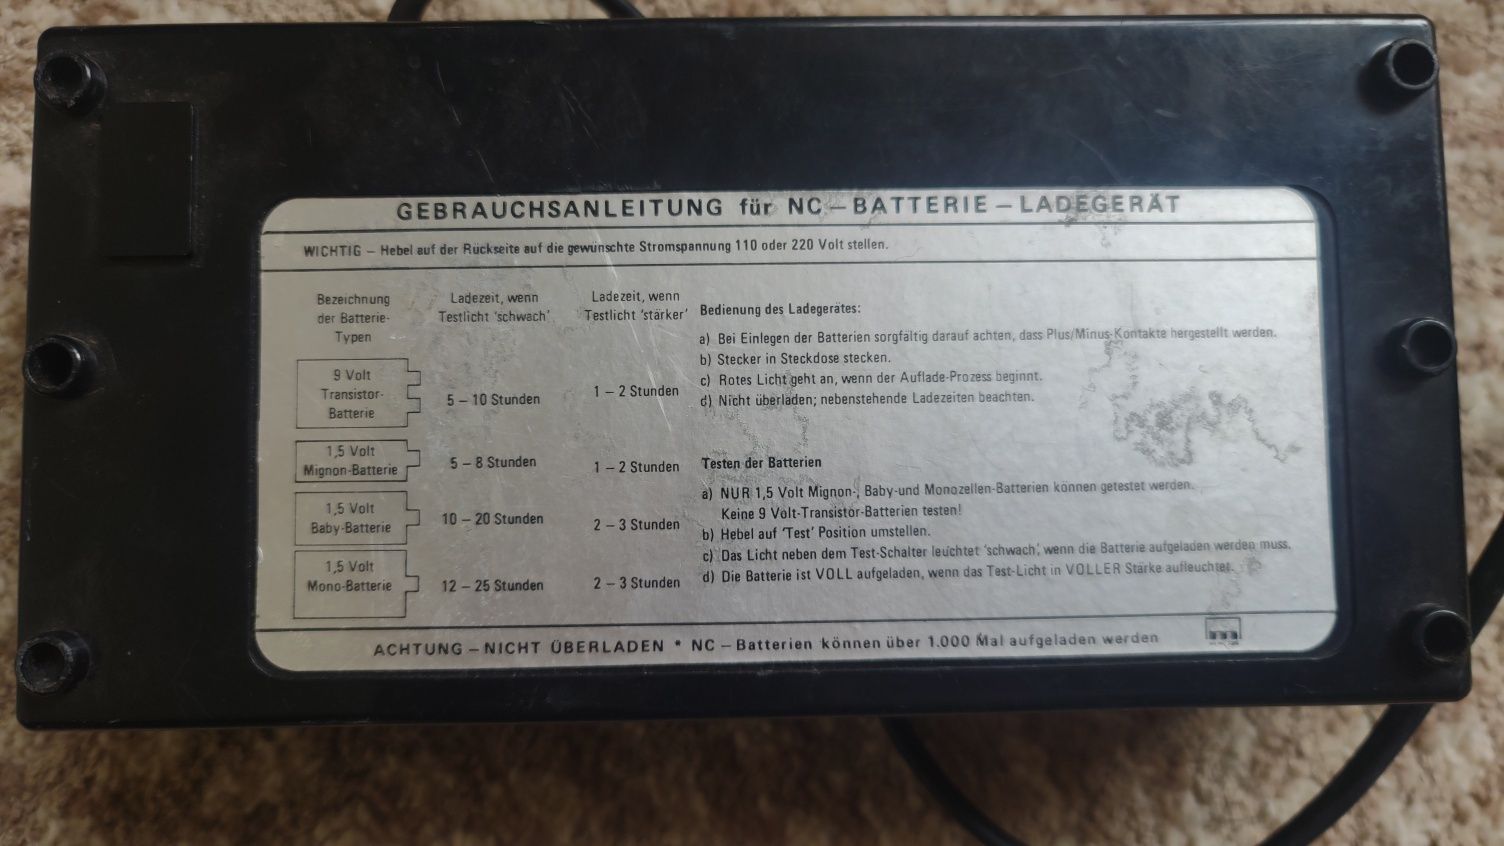 GEBRAUCHSANLEITUNG für NC – BATTERIE – LADEGERÄT
WICHTIG – Hebel auf der Rückseite auf die gewünschte Stromspannung 110 oder 220 Volt stellen.
Bezeichnung
der Batterie-
Typen
Ladezeit, wenn
Testlicht 'schwach'
Ladezeit, wenn
Testlicht 'stärker'
9 Volt
Transistor-
Batterie
5 – 10 Stunden
1 – 2 Stunden
1,5 Volt
Mignon-Batterie
5 – 8 Stunden
1 – 2 Stunden
1,5 Volt
Baby-Batterie
10 – 20 Stunden
2 – 3 Stunden
1,5 Volt
Mono-Batterie
12 – 25 Stunden
2 – 3 Stunden
Bedienung des Ladegerätes:
a) Bei Einlegen der Batterien sorgfältig darauf achten, dass Plus/Minus-Kontakte hergestellt werden.
b) Stecker in Steckdose stecken.
c) Rotes Licht geht an, wenn der Auflade-Prozess beginnt.
d) Nicht überladen; nebenstehende Ladezeiten beachten.
Testen der Batterien
a) NUR 1,5 Volt Mignon-, Baby-und Monozellen-Batterien können getestet werden.
Keine 9 Volt-Transistor-Batterien testen!
b) Hebel auf 'Test' Position umstellen.
c) Das Licht neben dem Test-Schalter leuchtet 'schwach', wenn die Batterie aufgeladen werden muss.
d) Die Batterie ist VOLL aufgeladen, wenn das Test-Licht in VOLLER Stärke aufleuchtet.
ACHTUNG – NICHT ÜBERLADEN * NC – Batterien können über 1.000 Mal aufgeladen werden